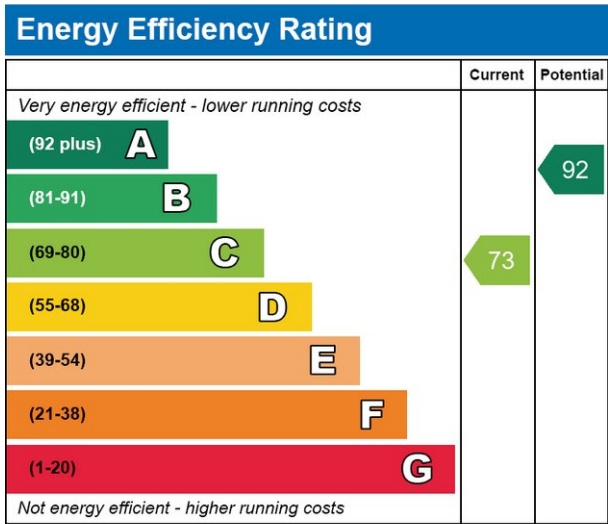 Energy Efficiency Rating
Current Potential
Very energy efficient - lower running costs
(92 plus) A
92
(81-91) B
(69-80) C
73
(55-68) D
(39-54) E
(21-38) F
(1-20) G
Not energy efficient - higher running costs